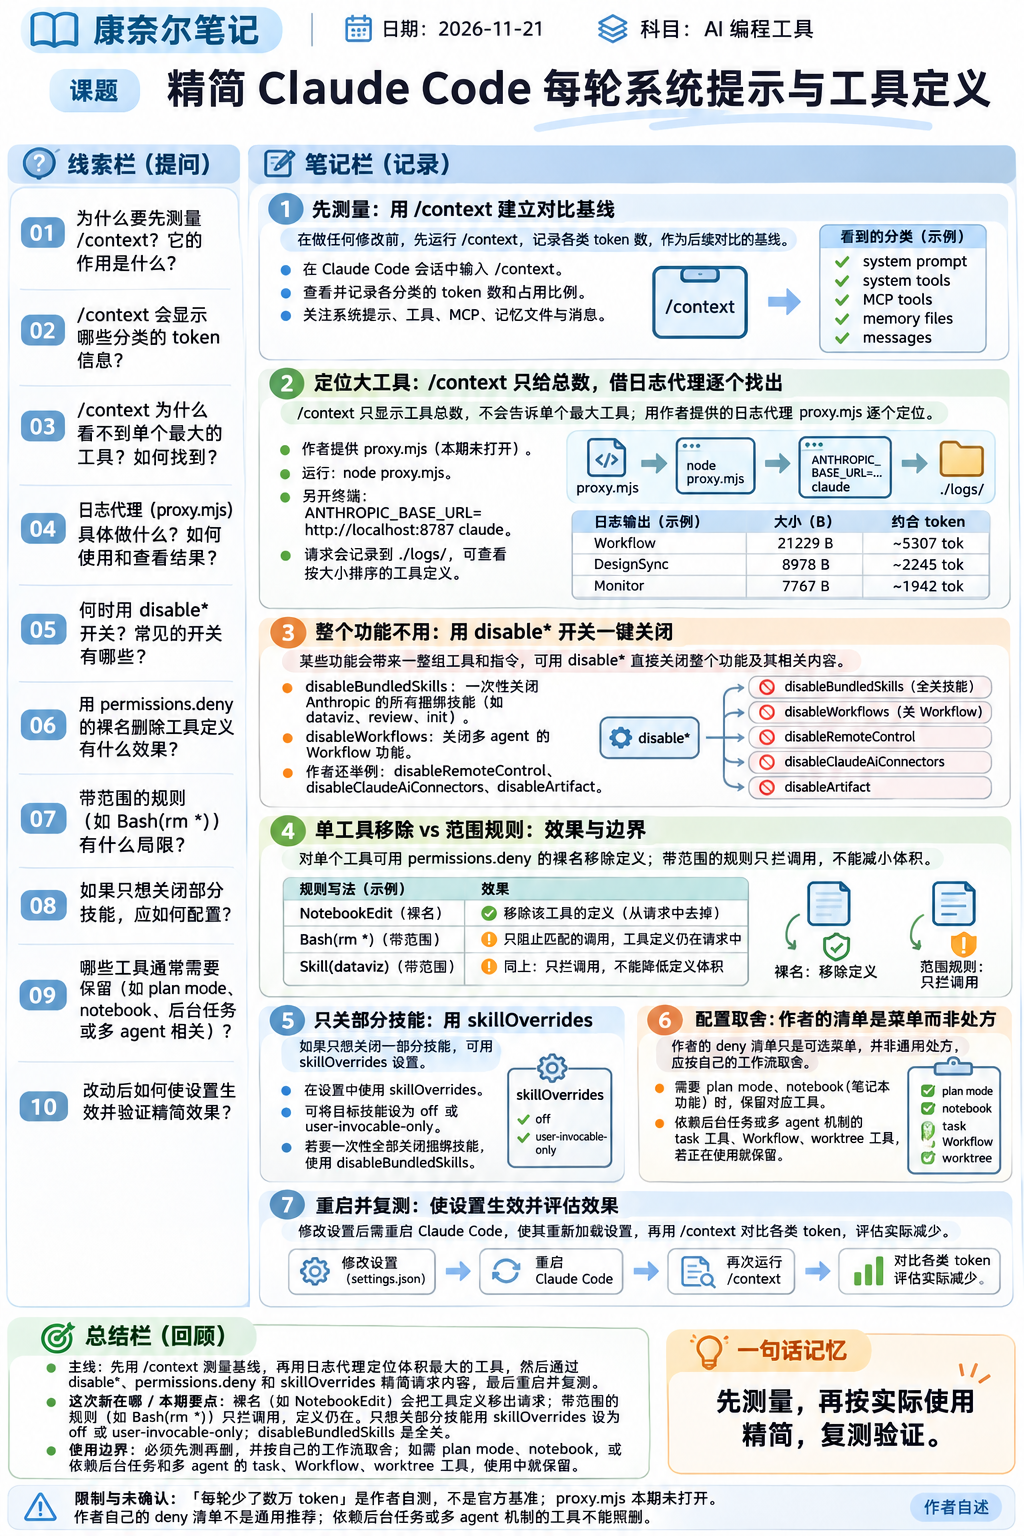 康奈尔笔记
日期：2026-11-21
科目：AI 编程工具
课题
精简 Claude Code 每轮系统提示与工具定义
线索栏（提问）
01
为什么要先测量
/context？它的
作用是什么？
02
/context 会显示
哪些分类的 token
信息？
03
/context 为什么
看不到单个最大的
工具？如何找到？
04
日志代理 (proxy.mjs)
具体做什么？如何
使用和查看结果？
05
何时用 disable*
开关？常见的开关
有哪些？
06
用 permissions.deny
的裸名删除工具定义
有什么效果？
07
带范围的规则
（如 Bash(rm *)）
有什么局限？
08
如果只想关闭部分
技能，应如何配置？
09
哪些工具通常需要
保留（如 plan mode、
notebook、后台任务
或多 agent 相关）？
10
改动后如何使设置生
效并验证精简效果？
笔记栏（记录）
1 先测量：用 /context 建立对比基线
在做任何修改前，先运行 /context，记录各类 token 数，作为后续对比的基线。
在 Claude Code 会话中输入 /context。
查看并记录各分类的 token 数和占用比例。
关注系统提示、工具、MCP、记忆文件与消息。
/context
看到的分类（示例）
system prompt
system tools
MCP tools
memory files
messages
2 定位大工具：/context 只给总数，借日志代理逐个找出
/context 只显示工具总数，不会告诉单个最大工具；用作者提供的日志代理 proxy.mjs 逐个定位。
作者提供 proxy.mjs（本期未打开）。
运行：node proxy.mjs。
另开终端：
ANTHROPIC_BASE_URL=
http://localhost:8787 claude。
请求会记录到 ./logs/，可查看
按大小排序的工具定义。
proxy.mjs
node
proxy.mjs
ANTHROPIC_
BASE_URL=...
claude
./logs/
日志输出（示例） 大小（B） 约合 token
Workflow 21229 B ~5307 tok
DesignSync 8978 B ~2245 tok
Monitor 7767 B ~1942 tok
3 整个功能不用：用 disable* 开关一键关闭
某些功能会带来一整组工具和指令，可用 disable* 直接关闭整个功能及其相关内容。
disableBundledSkills：一次性关闭
Anthropic 的所有捆绑技能（如
dataviz、review、init）。
disableWorkflows：关闭多 agent 的
Workflow 功能。
作者还举例：disableRemoteControl、
disableClaudeAiConnectors、disableArtifact。
disable*
disableBundledSkills（全关技能）
disableWorkflows（关 Workflow）
disableRemoteControl
disableClaudeAiConnectors
disableArtifact
4 单工具移除 vs 范围规则：效果与边界
对单个工具可用 permissions.deny 的裸名移除定义；带范围的规则只拦调用，不能减小体积。
规则写法（示例） 效果
NotebookEdit（裸名） 移除该工具的定义（从请求中去掉）
Bash(rm *)（带范围） 只阻止匹配的调用，工具定义仍在请求中
Skill(dataviz)（带范围） 同上：只拦调用，不能降低定义体积
裸名：移除定义
范围规则：
只拦调用
5 只关部分技能：用 skillOverrides
如果只想关闭一部分技能，可用
skillOverrides 设置。
在设置中使用 skillOverrides。
可将目标技能设为 off 或
user-invocable-only。
若要一次性全部关闭捆绑技能，
使用 disableBundledSkills。
skillOverrides
off
user-invocable-
only
6 配置取舍：作者的清单是菜单而非处方
作者的 deny 清单只是可选菜单，并非通用处方，
应按自己的工作流取舍。
需要 plan mode、notebook（笔记本
功能）时，保留对应工具。
依赖后台任务或多 agent 机制的
task 工具、Workflow、worktree 工具，
若正在使用就保留。
plan mode
notebook
task
Workflow
worktree
7 重启并复测：使设置生效并评估效果
修改设置后需重启 Claude Code，使其重新加载设置，再用 /context 对比各类 token，评估实际减少。
修改设置
（settings.json）
重启
Claude Code
再次运行
/context
对比各类 token
评估实际减少。
总结栏（回顾）
主线：先用 /context 测量基线，再用日志代理定位体积最大的工具，然后通过
disable*、permissions.deny 和 skillOverrides 精简请求内容，最后重启并复测。
这次新在哪 / 本期要点：裸名（如 NotebookEdit）会把工具定义移出请求；带范围的
规则（如 Bash(rm *)）只拦调用，定义仍在。只想关部分技能用 skillOverrides 设为
off 或 user-invocable-only；disableBundledSkills 是全关。
使用边界：必须先测再删，并按自己的工作流取舍；如需 plan mode、notebook，或
依赖后台任务和多 agent 的 task、Workflow、worktree 工具，使用中就保留。
一句话记忆
先测量，再按实际使用
精简，复测验证。
限制与未确认：「每轮少了数万 token」是作者自测，不是官方基准；proxy.mjs 本期未打开。
作者自己的 deny 清单不是通用推荐；依赖后台任务或多 agent 机制的工具不能照删。
作者自述